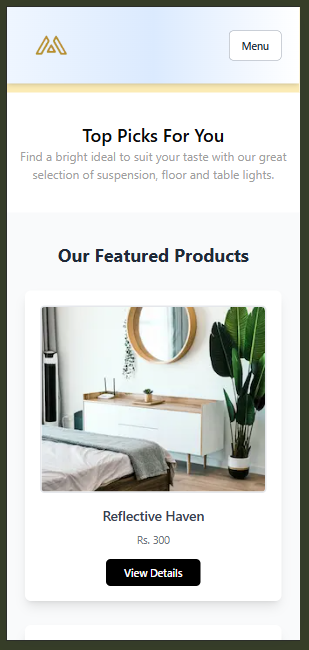 Menu
Top Picks For You
Find a bright ideal to suit your taste with our great
selection of suspension, floor and table lights.
Our Featured Products
Reflective Haven
Rs. 300
View Details